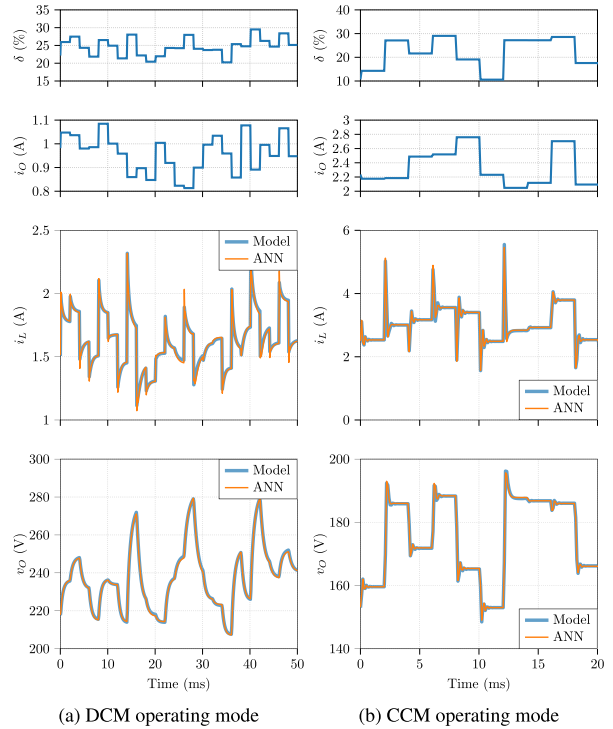 35
30
25
20
15
δ (%)
40
30
20
10
δ (%)
1.1
1
0.9
0.8
i_O (A)
3
2.8
2.6
2.4
2.2
2
i_O (A)
2.5
2
1.5
1
i_L (A)
Model
ANN
6
4
2
0
i_L (A)
Model
ANN
300
280
260
240
220
200
v_O (V)
Model
ANN
0 10 20 30 40 50
Time (ms)
200
180
160
140
v_O (V)
Model
ANN
0 5 10 15 20
Time (ms)
(a) DCM operating mode
(b) CCM operating mode